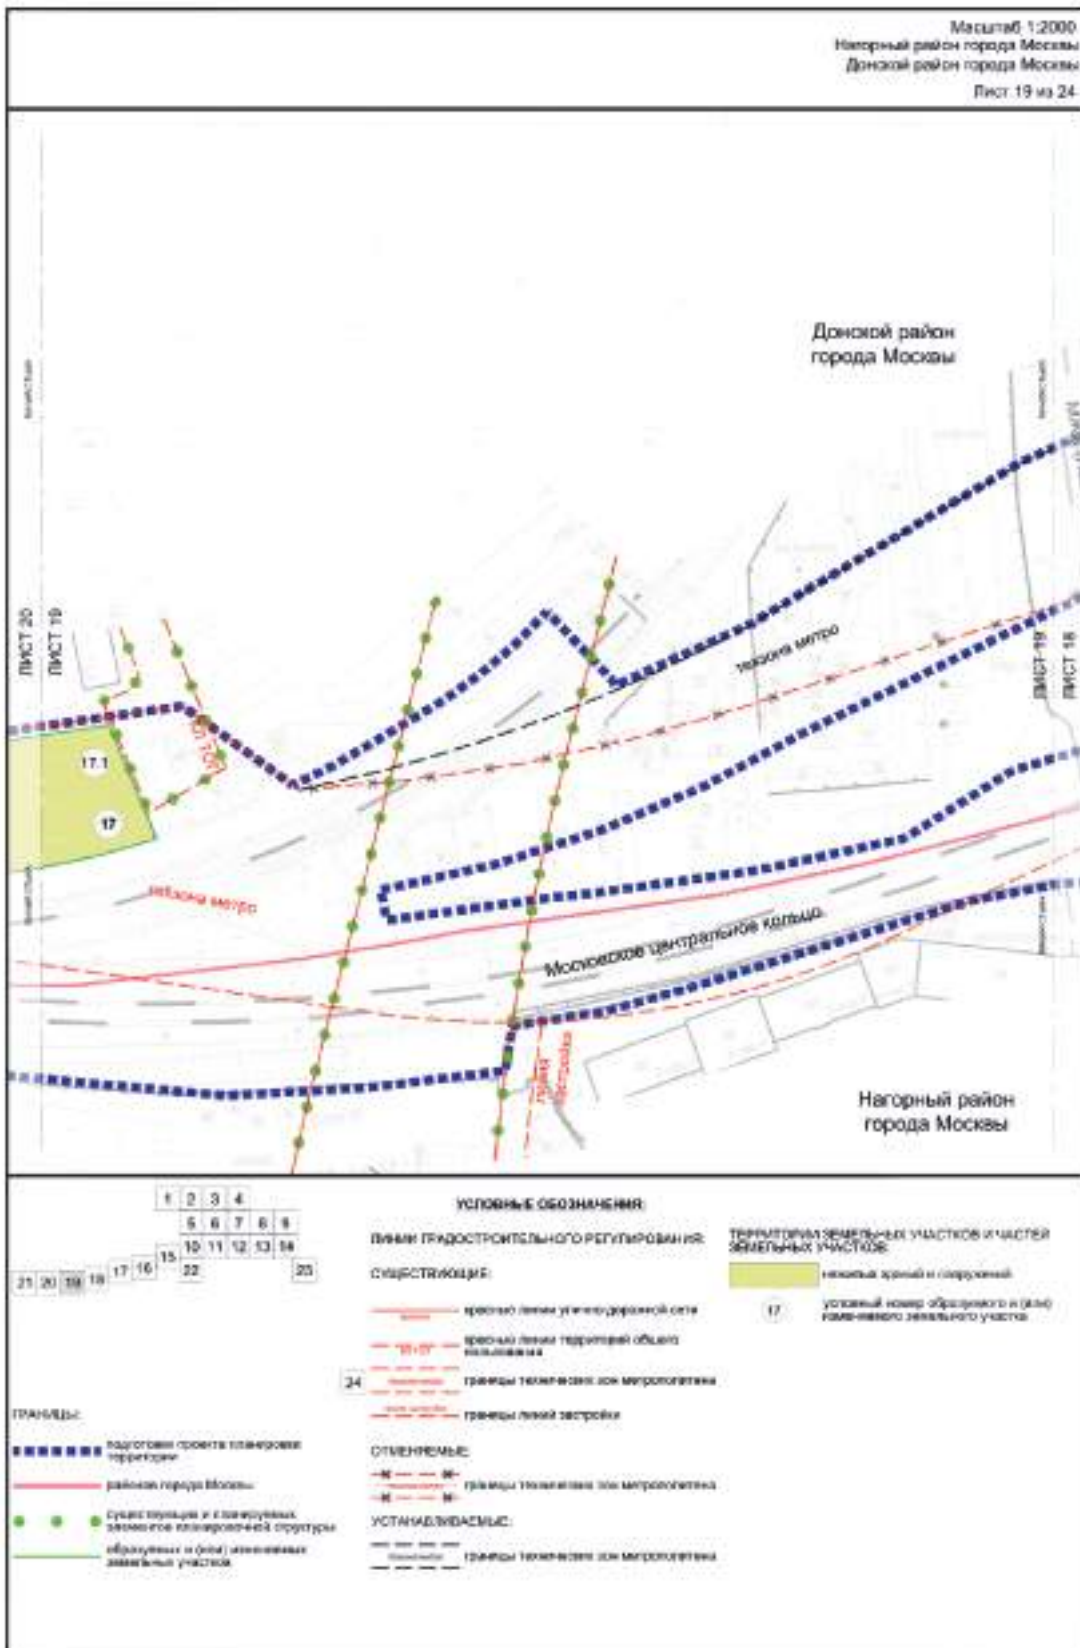 Масштаб 1:2000
Нагорный район города Москвы
Донской район города Москвы
Лист 19 из 24
Донской район
города Москвы
ЛИСТ 20
ЛИСТ 19
ЛИСТ 19
ЛИСТ 18
техзона метро
17.1
17
техзона метро
Московское центральное кольцо
линия
застройки
Нагорный район
города Москвы
1 2 3 4
5 6 7 8 9
10 11 12 13 14
15
16
17
18
19
20
21
22
23
24
УСЛОВНЫЕ ОБОЗНАЧЕНИЯ:
ЛИНИИ ГРАДОСТРОИТЕЛЬНОГО РЕГУЛИРОВАНИЯ:
СУЩЕСТВУЮЩИЕ:
красные линии улично-дорожной сети
красные линии территорий общего
пользования
границы технических зон метрополитена
границы линий застройки
ОТМЕНЯЕМЫЕ:
границы технических зон метрополитена
УСТАНАВЛИВАЕМЫЕ:
границы технических зон метрополитена
ТЕРРИТОРИИ ЗЕМЕЛЬНЫХ УЧАСТКОВ И ЧАСТЕЙ
ЗЕМЕЛЬНЫХ УЧАСТКОВ:
нежилых зданий и сооружений
17
условный номер образуемого и (или)
изменяемого земельного участка
ГРАНИЦЫ:
подготовки проекта планировки
территории
районов города Москвы
существующих и планируемых
элементов планировочной структуры
образуемых и (или) изменяемых
земельных участков